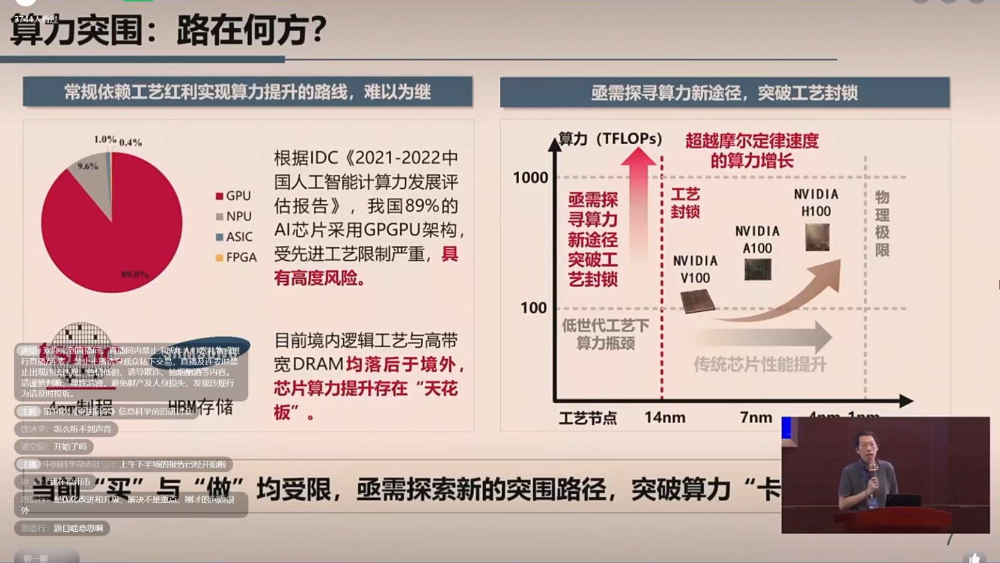 3744人看过
算力突围：路在何方？
常规依赖工艺红利实现算力提升的路线，难以为继
1.0%
0.4%
9.6%
89.0%
GPU
NPU
ASIC
FPGA
根据IDC《2021-2022中
国人工智能计算力发展评
估报告》，我国89%的
AI芯片采用GPGPU架构，
受先进工艺限制严重，具
有高度风险。
SAMSUNG
4nm制程
HBM存储
目前境内逻辑工艺与高带
宽DRAM均落后于境外，
芯片算力提升存在“天花
板”。
亟需探寻算力新途径，突破工艺封锁
算力（TFLOPs）
超越摩尔定律速度
的算力增长
1000
100
亟需探
寻算力
新途径
突破工
艺封锁
工艺
封锁
NVIDIA
H100
NVIDIA
A100
NVIDIA
V100
物
理
极
限
低世代工艺下
算力瓶颈
传统芯片性能提升
工艺节点
14nm
7nm
4nm
1nm
当前“买”与“做”均受限，亟需探索新的突围路径，突破算力“卡
7
通知 欢迎来到直播间。直播间内禁止未成年人打赏礼物或进
行直播/连麦，禁止主播诱导观众私下交易，直播及连麦时禁
止出现违法违规、色情低俗、诱导欺诈、抽烟酗酒等内容。
请谨慎判断，理性消费，避免财产及人身损失，发现违规行
为请及时投诉。
主题 第14次《中国科学》信息科学前沿研讨会
饮冰室：怎么听不到声音
诺空辰：开始了吗
主播 中国科学杂志社：上午下半场的报告已经开始啦
我在福州市
思语行：是优化改进和升级，解决不是重点，刚才的问题很
外
思语行：题目啥意思啊
聊一聊